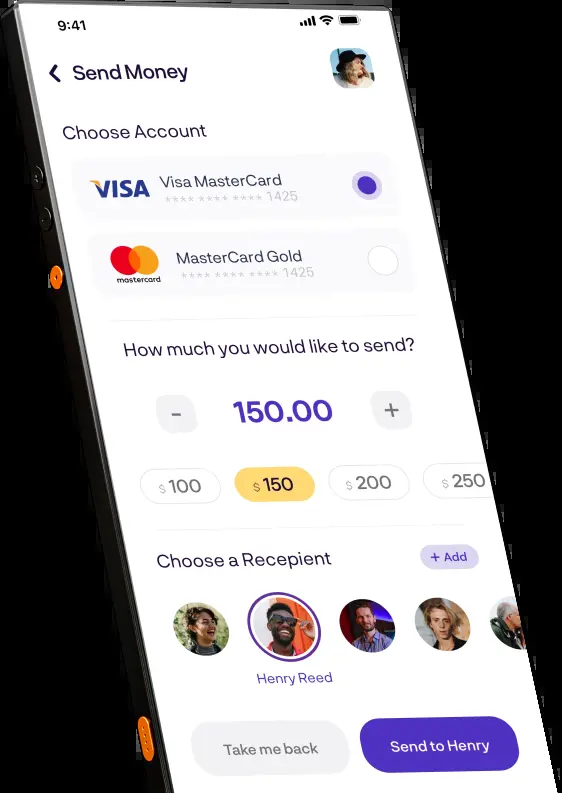 9:41
Send Money
Choose Account
VISA
Visa MasterCard
**** **** **** 1425
mastercard
MasterCard Gold
**** **** **** 1425
How much you would like to send?
- 150.00 +
$ 100 $ 150 $ 200 $ 250
Choose a Recepient
+ Add
Henry Reed
Take me back
Send to Henry